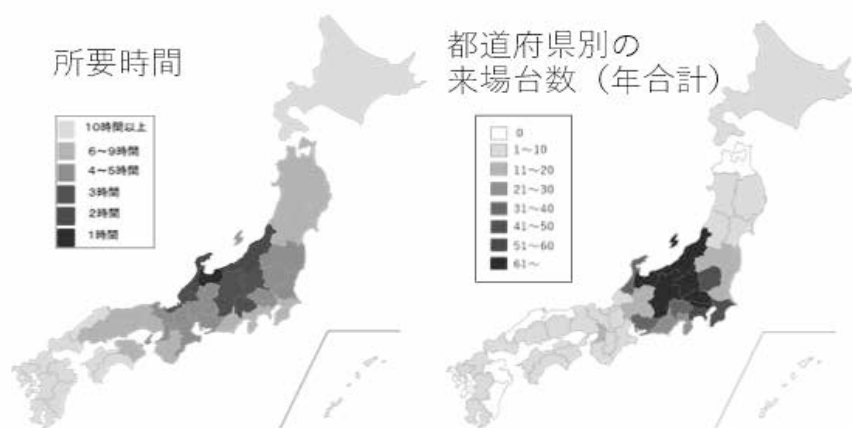 所要時間
10時間以上
6～9時間
4～5時間
3時間
2時間
1時間
都道府県別の
来場台数（年合計）
0
1～10
11～20
21～30
31～40
41～50
51～60
61～